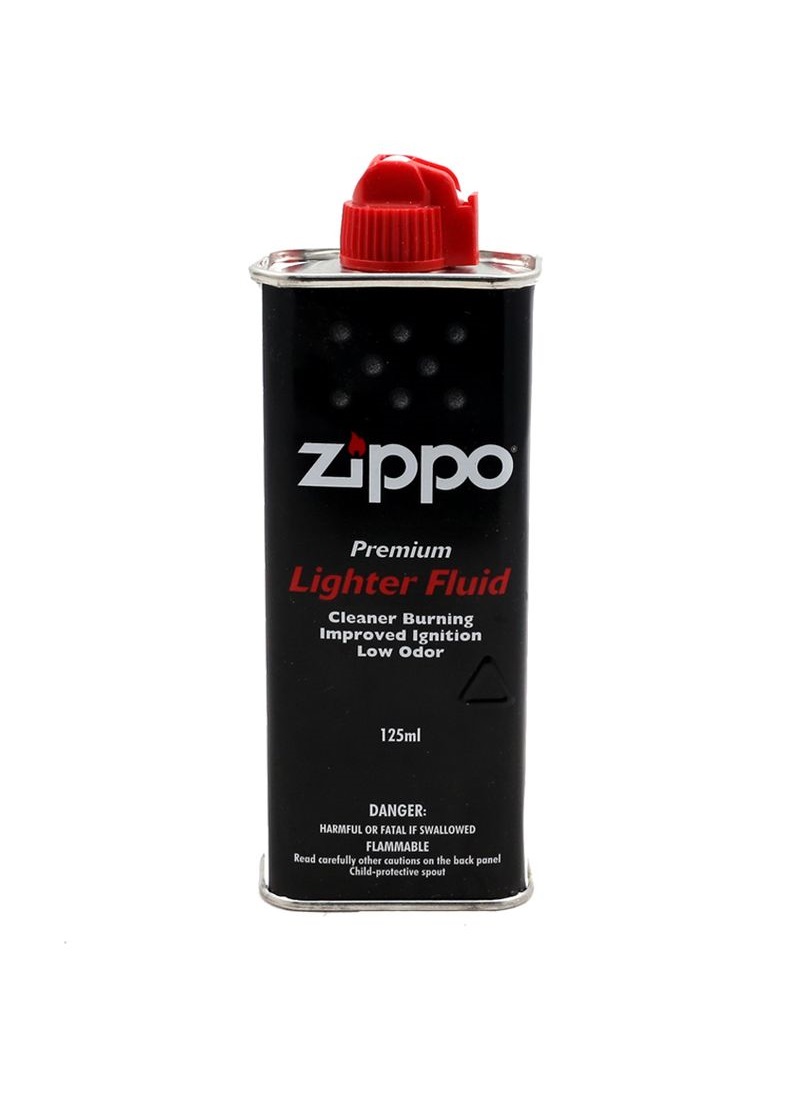 zippo®
Premium
Lighter Fluid
Cleaner Burning
Improved Ignition
Low Odor
125ml
DANGER:
HARMFUL OR FATAL IF SWALLOWED
FLAMMABLE
Read carefully other cautions on the back panel
Child-protective spout